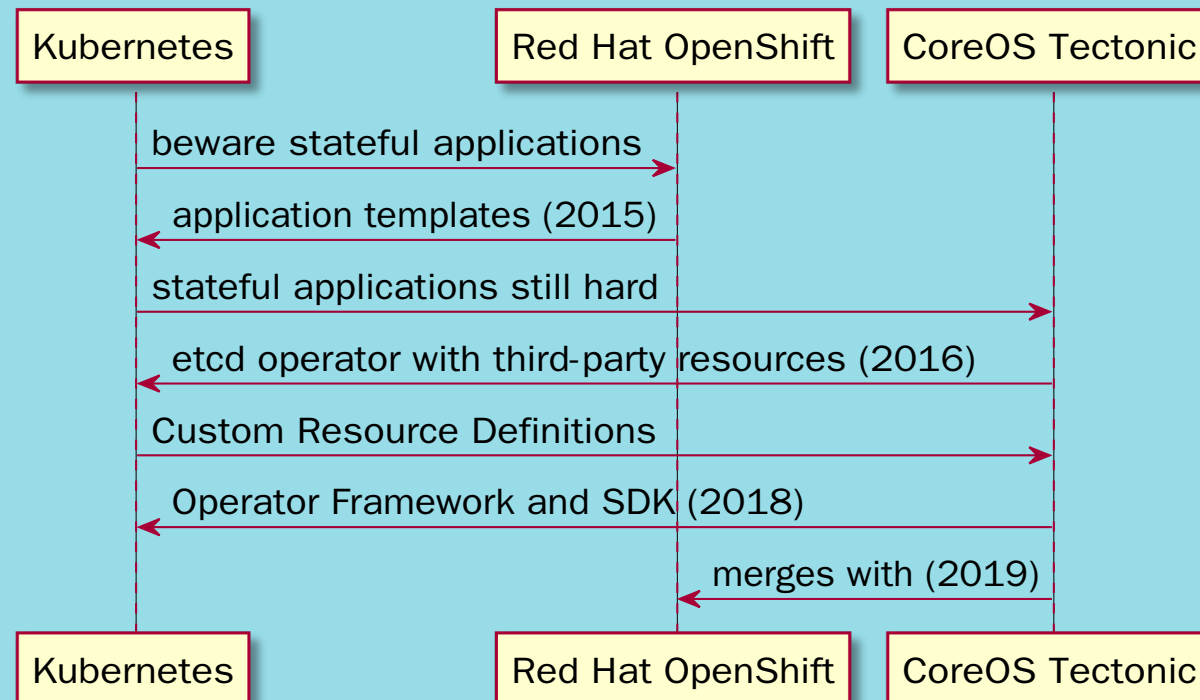 Kubernetes
Red Hat OpenShift
CoreOS Tectonic
beware stateful applications
application templates (2015)
stateful applications still hard
etcd operator with third-party resources (2016)
Custom Resource Definitions
Operator Framework and SDK (2018)
merges with (2019)
Kubernetes
Red Hat OpenShift
CoreOS Tectonic